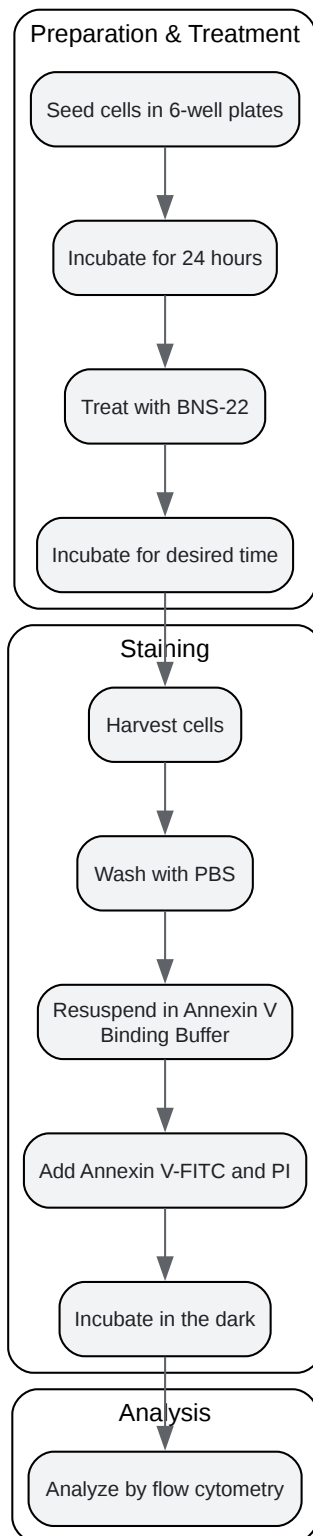 Preparation & Treatment
Seed cells in 6-well plates
Incubate for 24 hours
Treat with BNS-22
Incubate for desired time
Staining
Harvest cells
Wash with PBS
Resuspend in Annexin V
Binding Buffer
Add Annexin V-FITC and PI
Incubate in the dark
Analysis
Analyze by flow cytometry